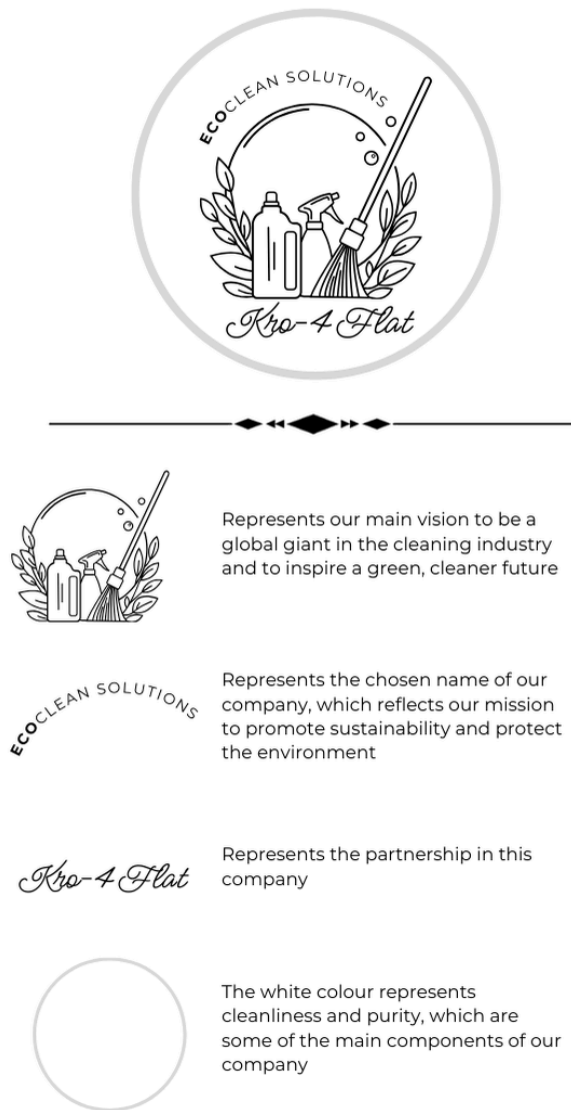 ECOCLEAN SOLUTIONS
Kro-4 Flat
Represents our main vision to be a
global giant in the cleaning industry
and to inspire a green, cleaner future
ECOCLEAN SOLUTIONS
Represents the chosen name of our
company, which reflects our mission
to promote sustainability and protect
the environment
Kro-4 Flat
Represents the partnership in this
company
The white colour represents
cleanliness and purity, which are
some of the main components of our
company